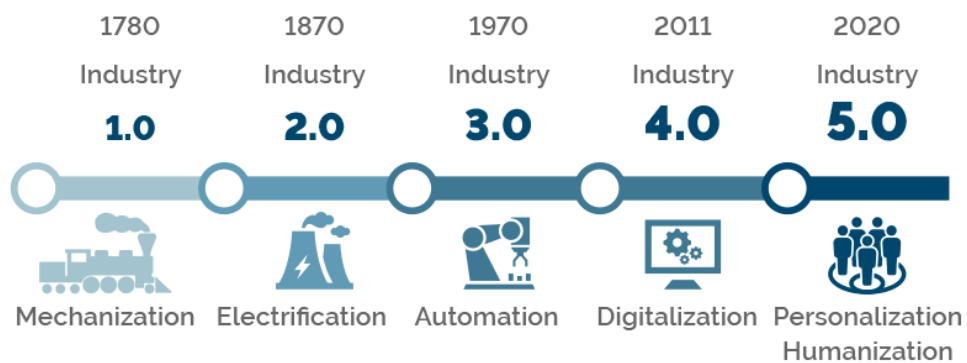 1780 1870 1970 2011 2020
Industry Industry Industry Industry Industry
1.0 2.0 3.0 4.0 5.0
Mechanization Electrification Automation Digitalization Personalization
Humanization